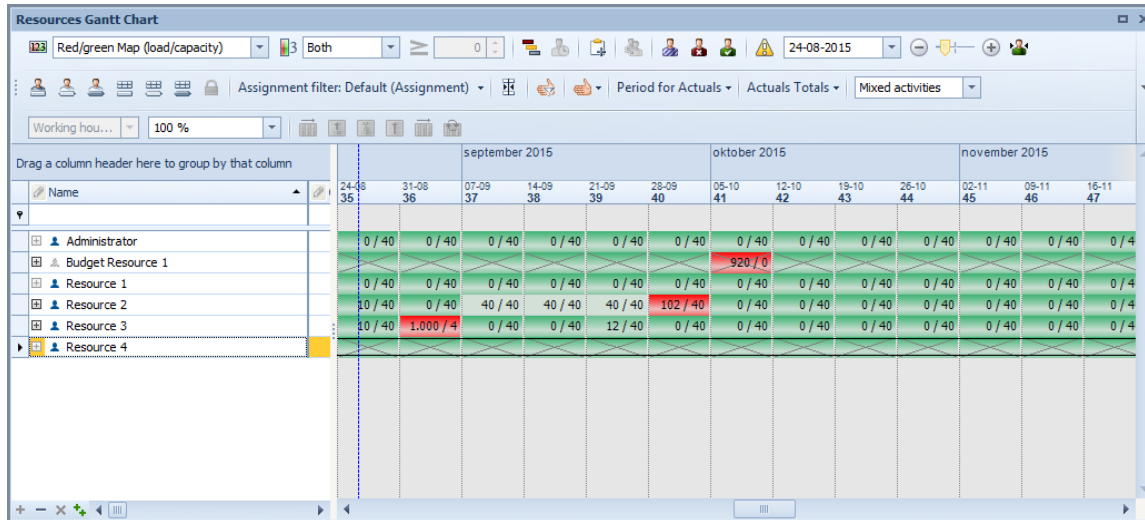 Resources Gantt Chart
123 Red/green Map (load/capacity) 3 Both ≥ 0 24-08-2015
Assignment filter: Default (Assignment) Period for Actuals Actuals Totals Mixed activities
Working hou... 100 %
Drag a column header here to group by that column
september 2015 oktober 2015 november 2015
Name
24-08 31-08 07-09 14-09 21-09 28-09 05-10 12-10 19-10 26-10 02-11 09-11 16-11
35 36 37 38 39 40 41 42 43 44 45 46 47
Administrator 0 / 40 0 / 40 0 / 40 0 / 40 0 / 40 0 / 40 0 / 40 0 / 40 0 / 40 0 / 40 0 / 40 0 / 40 0 / 4
Budget Resource 1 920 / 0
Resource 1 0 / 40 0 / 40 0 / 40 0 / 40 0 / 40 0 / 40 0 / 40 0 / 40 0 / 40 0 / 40 0 / 40 0 / 40 0 / 4
Resource 2 10 / 40 0 / 40 40 / 40 40 / 40 40 / 40 102 / 40 0 / 40 0 / 40 0 / 40 0 / 40 0 / 40 0 / 40 0 / 4
Resource 3 10 / 40 1.000 / 4 0 / 40 0 / 40 12 / 40 0 / 40 0 / 40 0 / 40 0 / 40 0 / 40 0 / 40 0 / 40 0 / 4
Resource 4